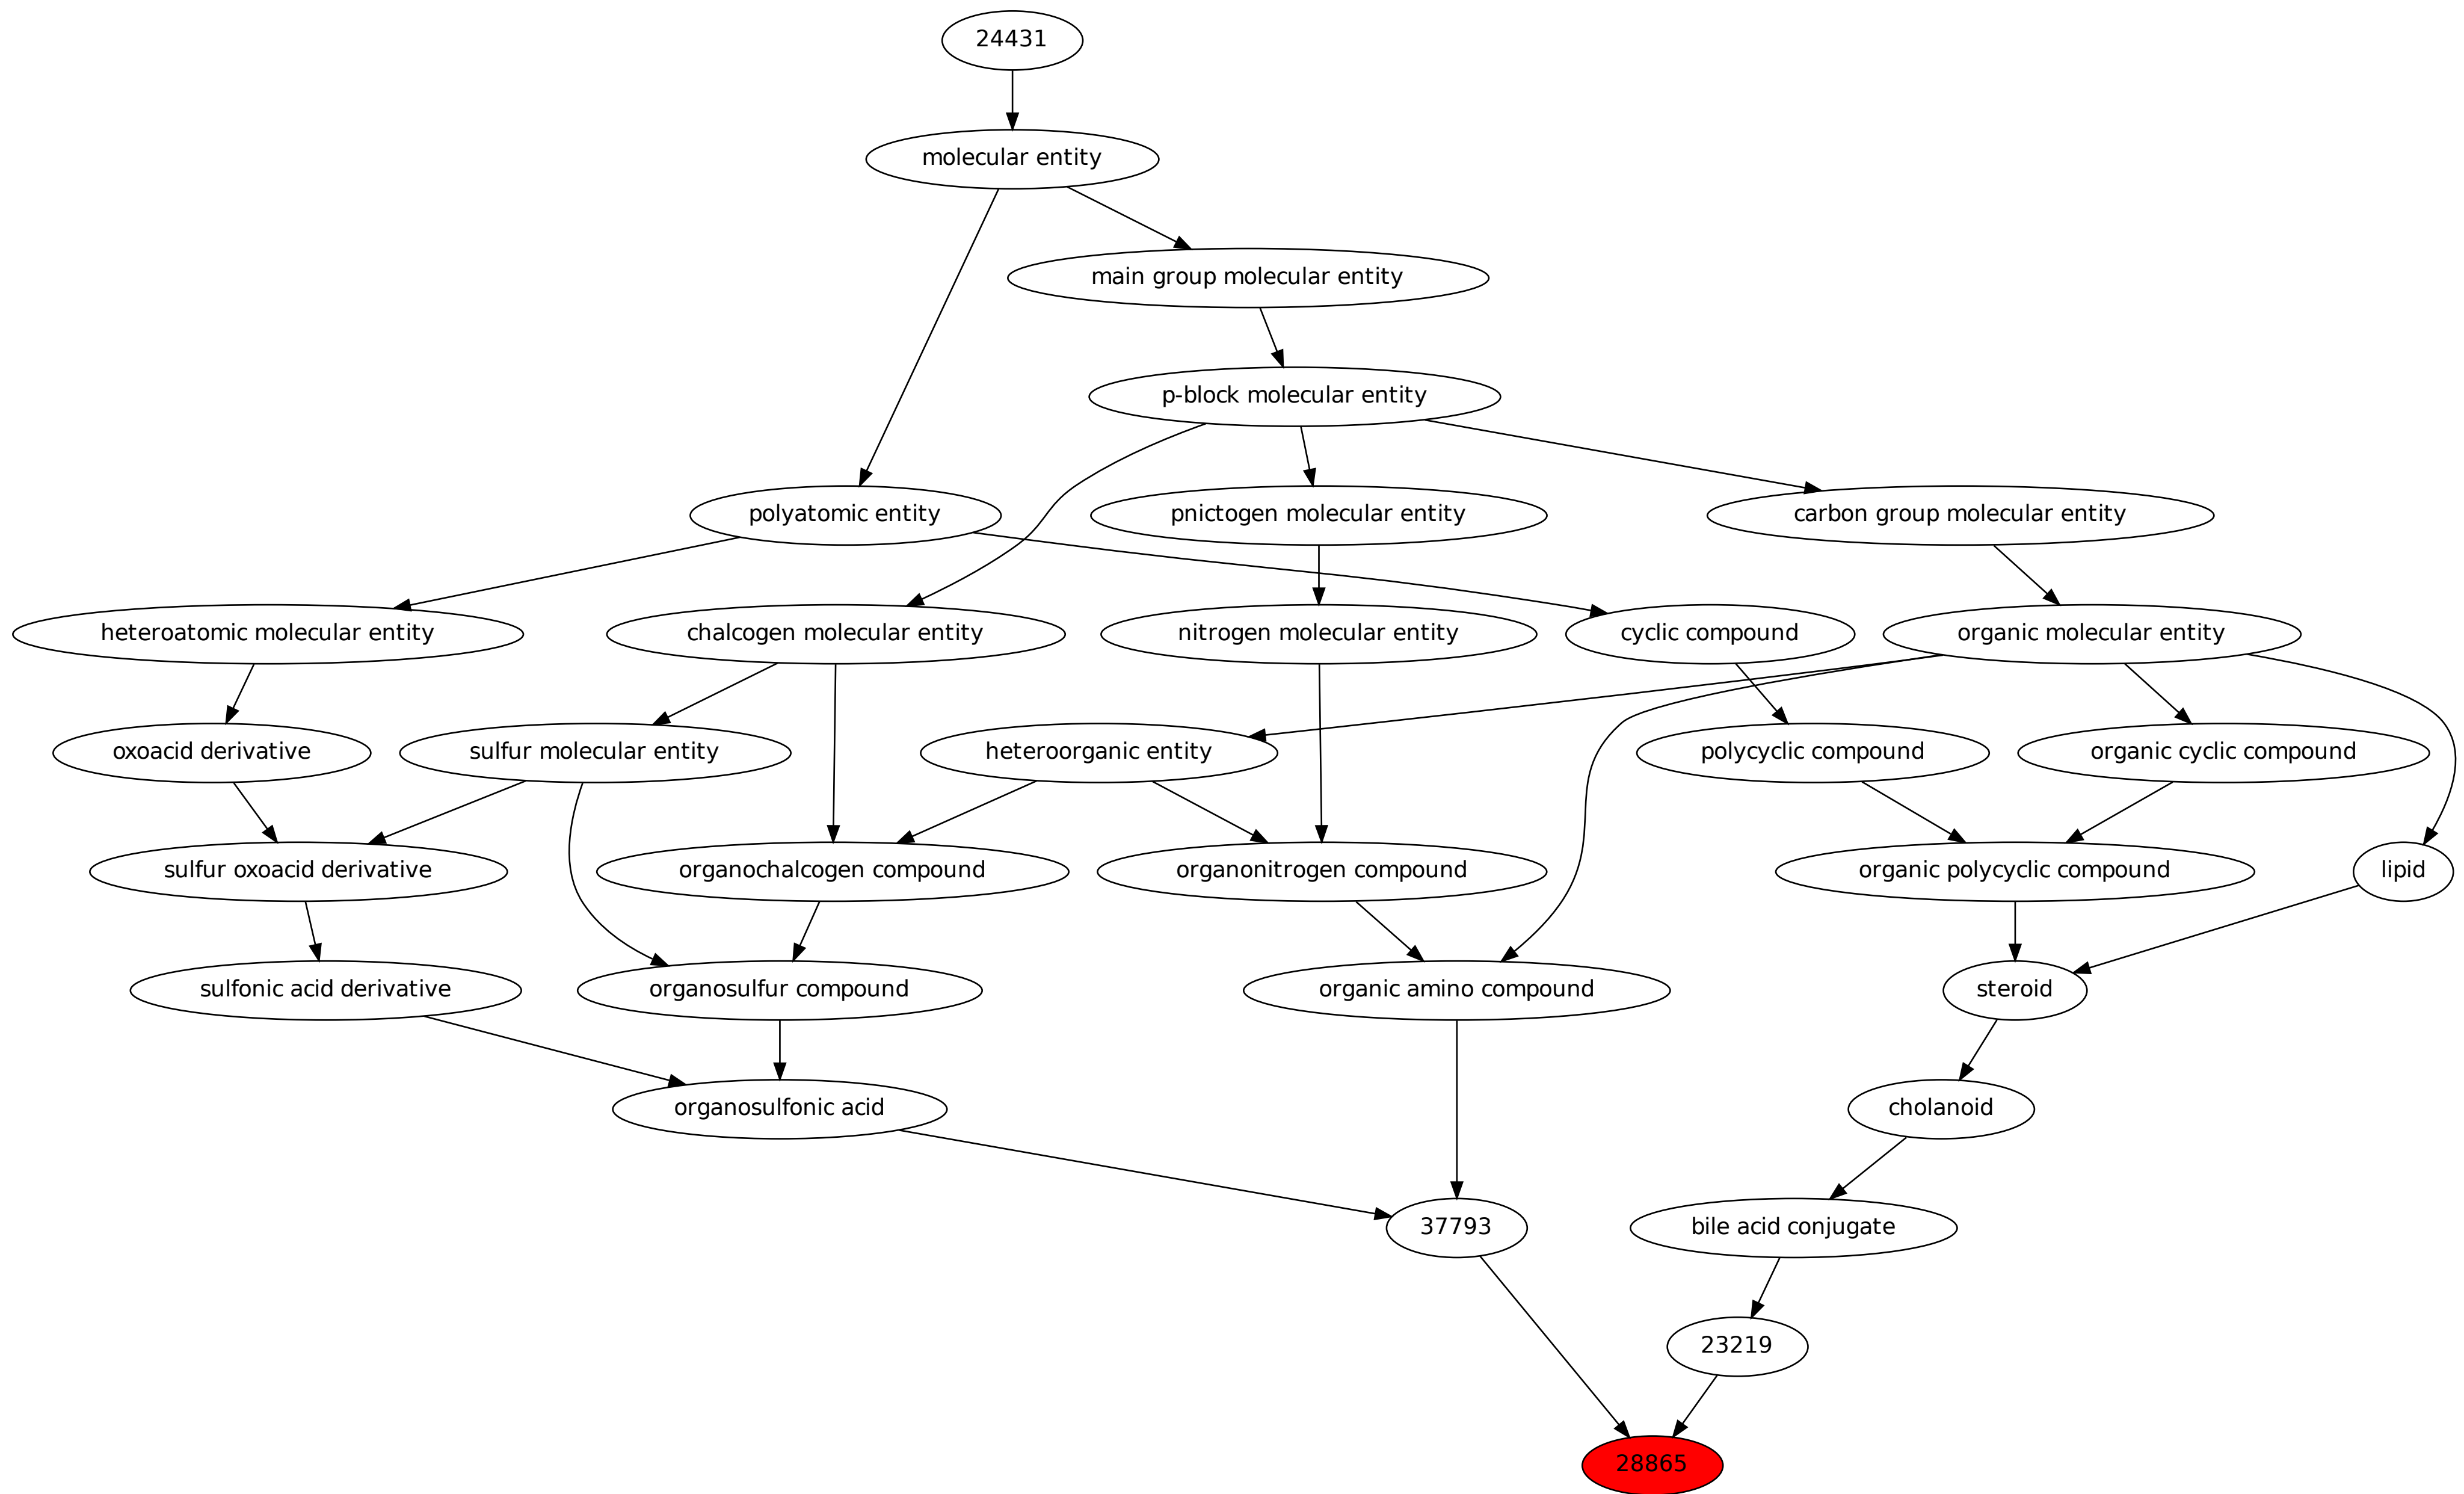 24431
molecular entity
main group molecular entity
p-block molecular entity
polyatomic entity
pnictogen molecular entity
carbon group molecular entity
heteroatomic molecular entity
chalcogen molecular entity
nitrogen molecular entity
cyclic compound
organic molecular entity
oxoacid derivative
sulfur molecular entity
heteroorganic entity
polycyclic compound
organic cyclic compound
sulfur oxoacid derivative
organochalcogen compound
organonitrogen compound
organic polycyclic compound
lipid
sulfonic acid derivative
organosulfur compound
organic amino compound
steroid
organosulfonic acid
cholanoid
37793
bile acid conjugate
23219
28865